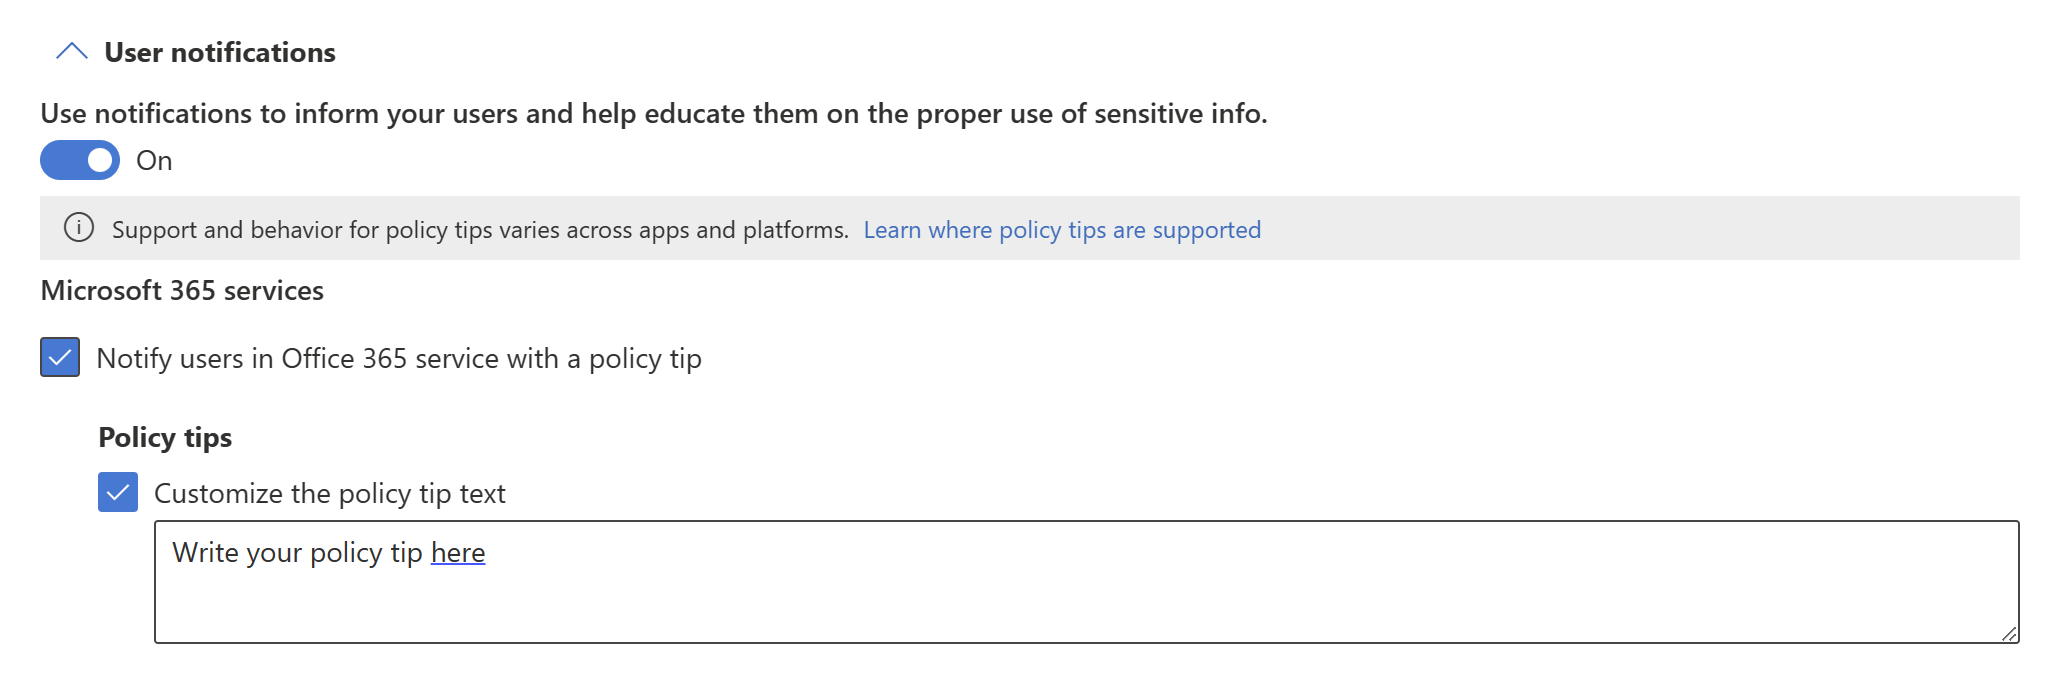 User notifications
Use notifications to inform your users and help educate them on the proper use of sensitive info.
On
Support and behavior for policy tips varies across apps and platforms. Learn where policy tips are supported
Microsoft 365 services
Notify users in Office 365 service with a policy tip
Policy tips
Customize the policy tip text
Write your policy tip here